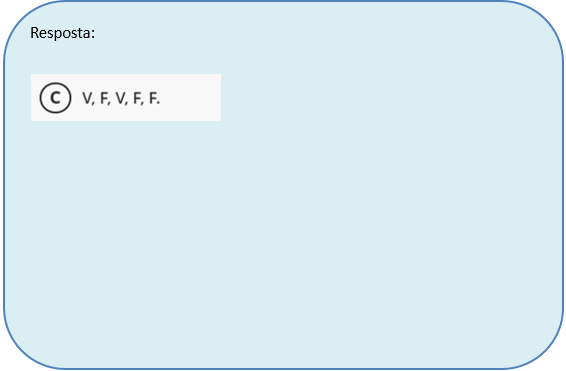 Resposta:
C V, F, V, F, F.